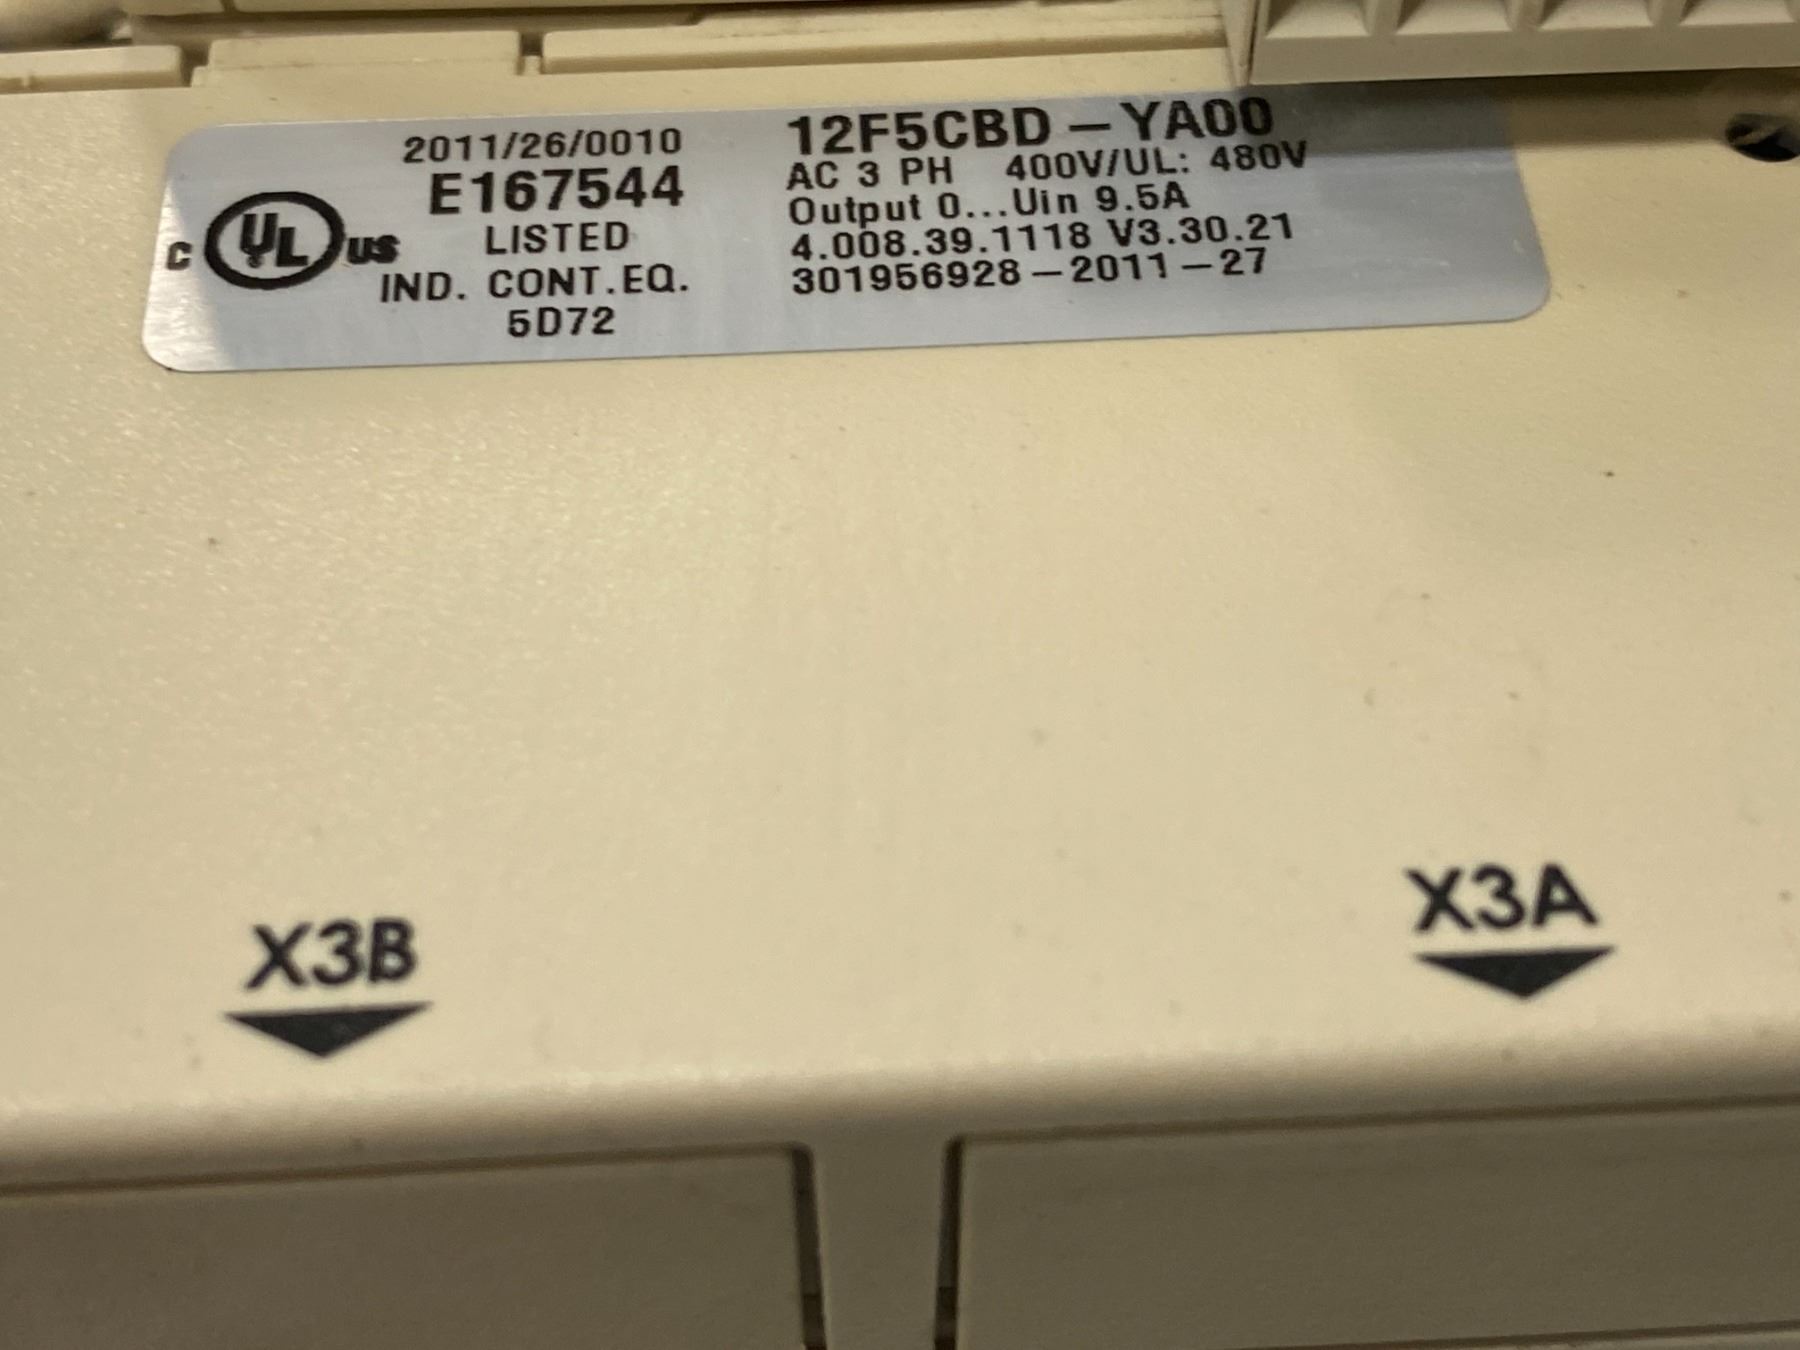 2011/26/0010
E167544
C UL US LISTED
IND. CONT.EQ.
5D72
12F5CBD-YA00
AC 3 PH 400V/UL: 480V
Output 0...Uin 9.5A
4.008.39.1118 V3.30.21
301956928-2011-27
X3B
X3A